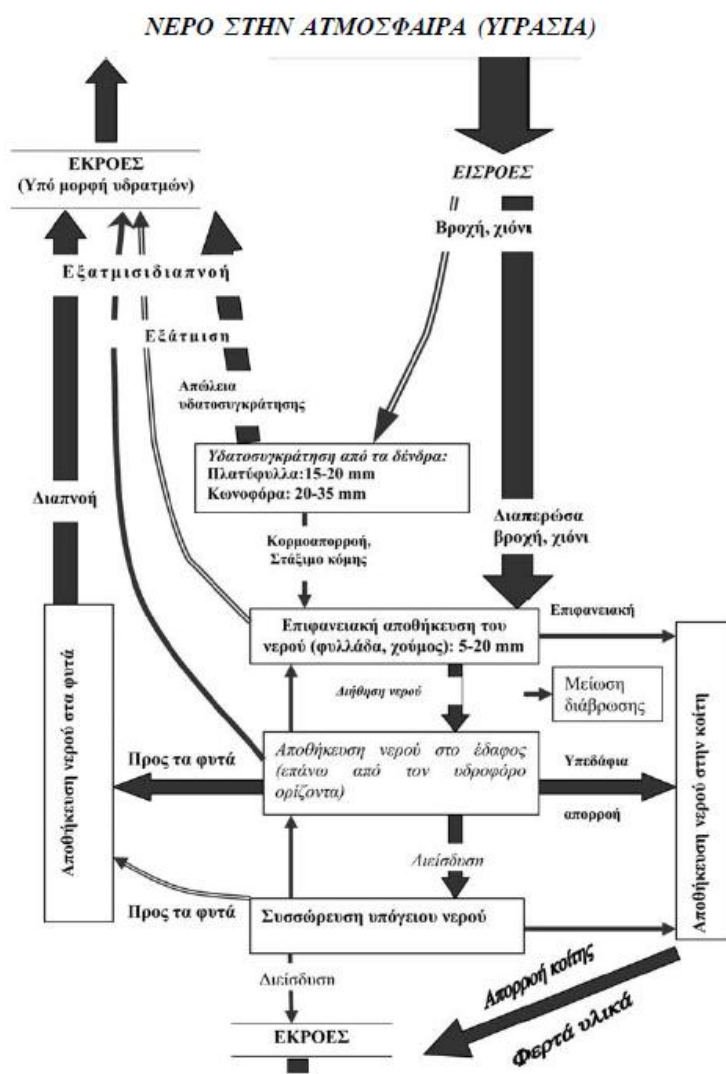 ΝΕΡΟ ΣΤΗΝ ΑΤΜΟΣΦΑΙΡΑ (ΥΓΡΑΣΙΑ)
ΕΚΡΟΕΣ
(Υπό μορφή υδρατμών)
ΕΙΣΡΟΕΣ
Βροχή, χιόνι
Εξατμισιδιαπνοή
Εξάτμιση
Απώλεια
υδατοσυγκράτησης
Υδατοσυγκράτηση από τα δένδρα:
Πλατύφυλλα:15-20 mm
Κωνοφόρα: 20-35 mm
Διαπνοή
Διαπερώσα
βροχή, χιόνι
Κορμοαπορροή,
Στάξιμο κόμης
Επιφανειακή αποθήκευση του
νερού (φυλλάδα, χούμος): 5-20 mm
Επιφανειακή
Διήθηση νερού
Μείωση
διάβρωσης
Αποθήκευση νερού στα φυτά
Προς τα φυτά
Αποθήκευση νερού στο έδαφος
(επάνω από τον υδροφόρο
ορίζοντα)
Υπεδάφια
απορροή
Αποθήκευση νερού στην κοίτη
Διείσδυση
Προς τα φυτά
Συσσώρευση υπόγειου νερού
Διείσδυση
Απορροή κοίτης
Φερτά υλικά
ΕΚΡΟΕΣ